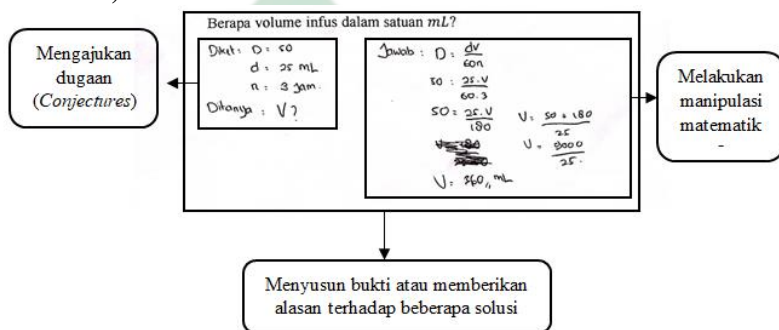 Berapa volume infus dalam satuan mL?
Mengajukan
dugaan
(Conjectures)
Diket: D = 50
d = 25 mL
n = 3 Jam.
Ditanya : V?
Jawab : D = dv
60n
50 = 25.V
60.3
50 = 25.V
180
V = 360,, mL
V = 50 × 180
25
V = 9000
25.
Melakukan
manipulasi
matematik
-
Menyusun bukti atau memberikan
alasan terhadap beberapa solusi